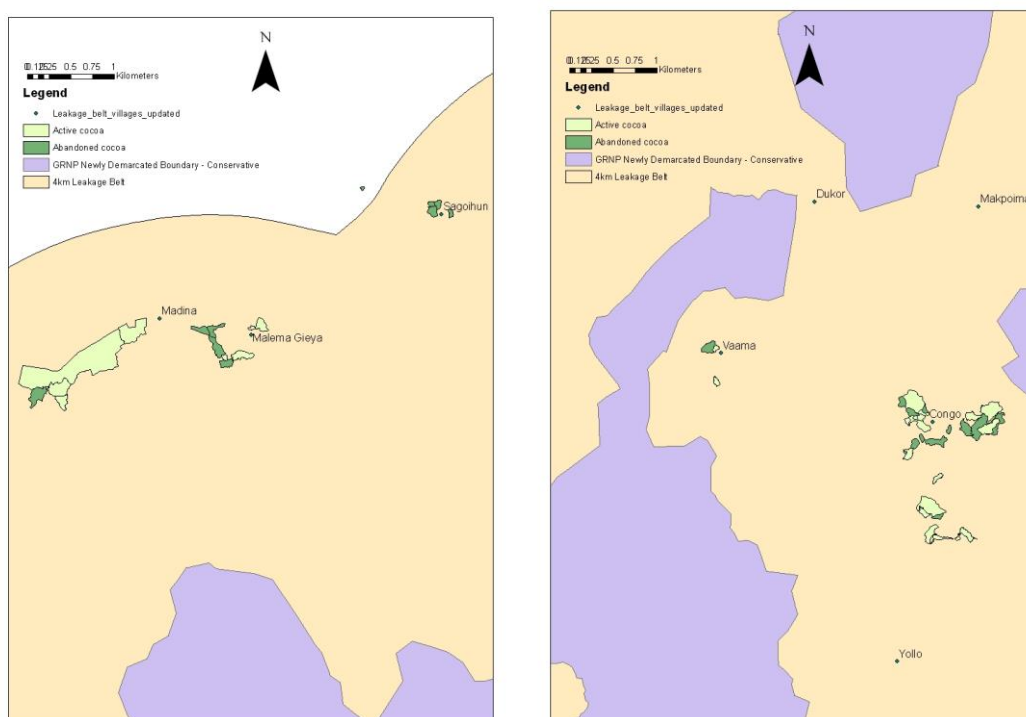 N
0 0.125 0.25 0.5 0.75 1
Kilometers
Legend
Leakage_belt_villages_updated
Active cocoa
Abandoned cocoa
GRNP Newly Demarcated Boundary - Conservative
4km Leakage Belt
Sagoihun
Madina
Malema Gieya
N
0 0.125 0.25 0.5 0.75 1
Kilometers
Legend
Leakage_belt_villages_updated
Active cocoa
Abandoned cocoa
GRNP Newly Demarcated Boundary - Conservative
4km Leakage Belt
Dukor
Makpoima
Vaama
Congo
Yollo